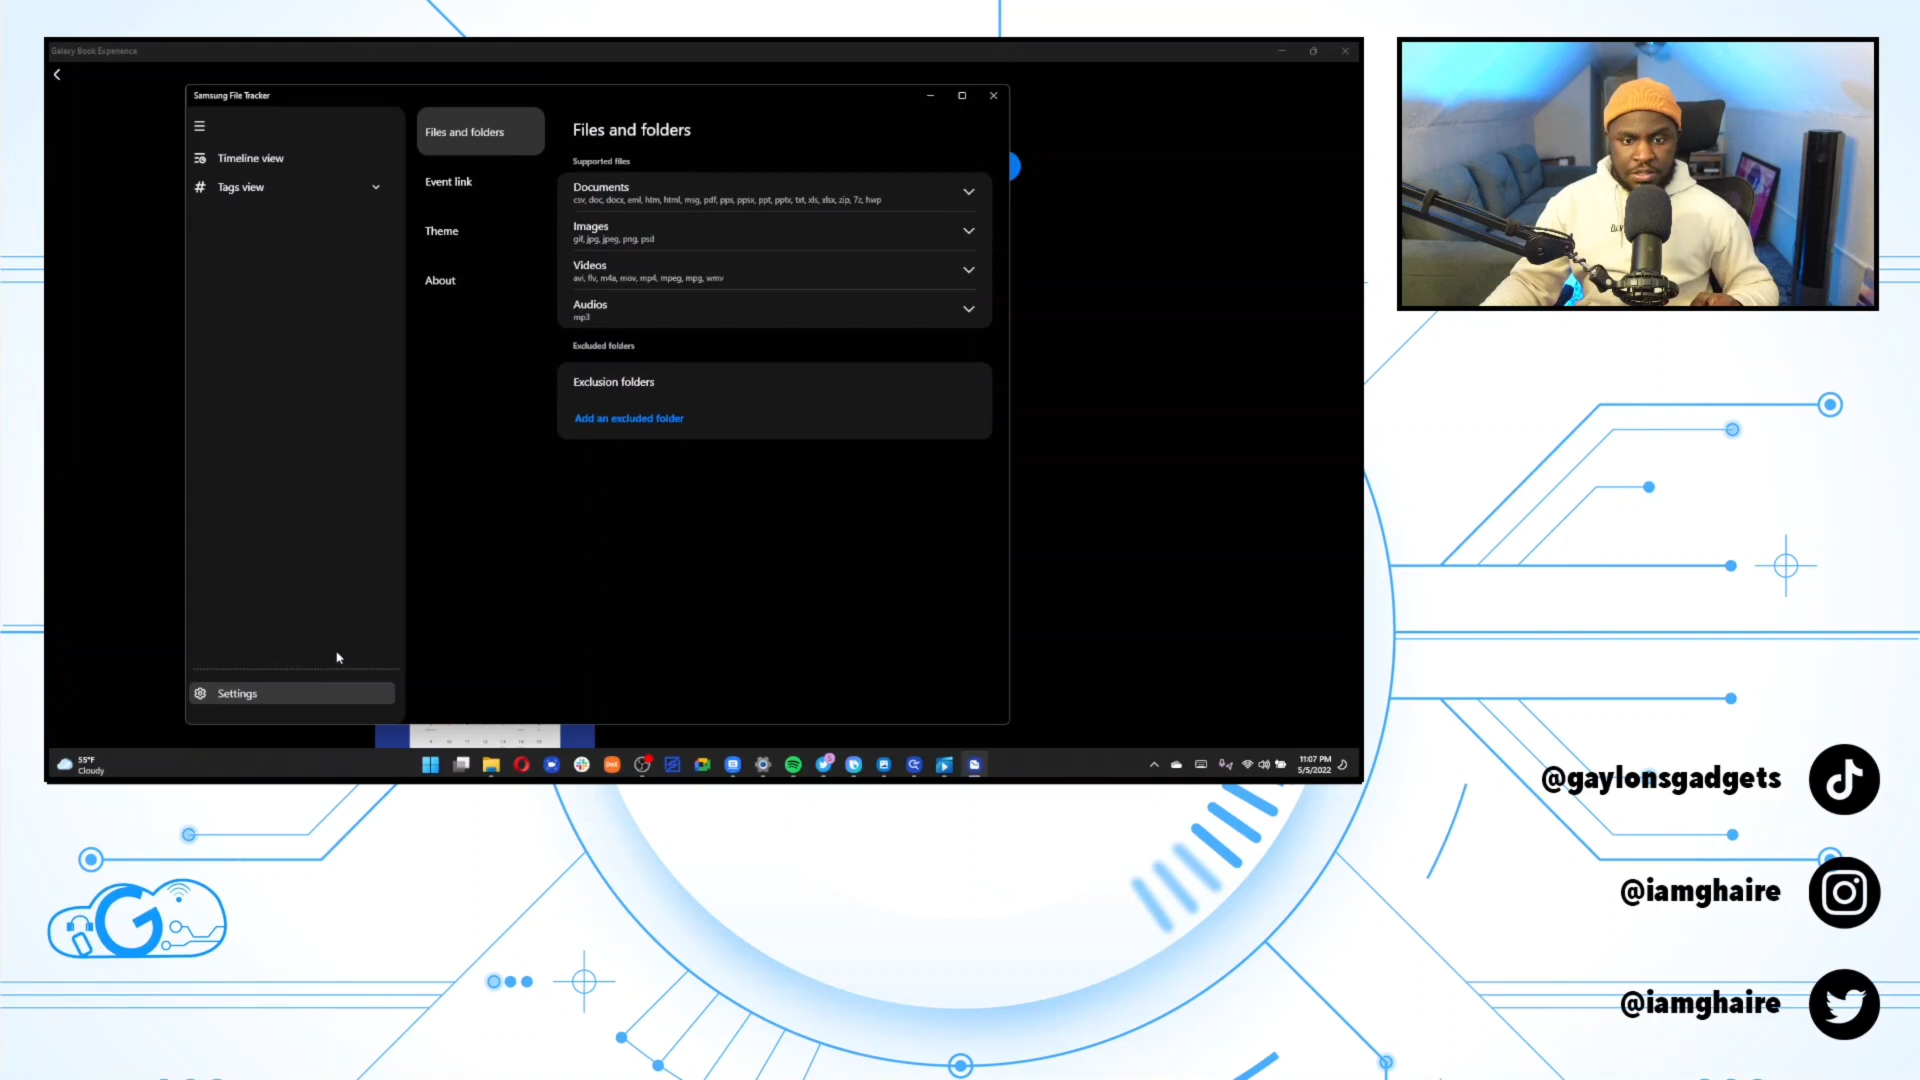 Galaxy Book Experience
Samsung File Tracker
Timeline view
Tags view
Settings
Files and folders
Event link
Theme
About
Files and folders
Supported files
Documents
csv, doc, docx, eml, htm, html, msg, pdf, pps, ppsx, ppt, pptx, txt, xls, xlsx, zip, 7z, hwp
Images
gif, jpg, jpeg, png, psd
Videos
avi, flv, m4a, mov, mp4, mpeg, mpg, wmv
Audios
mp3
Excluded folders
Exclusion folders
Add an excluded folder
55°F
Cloudy
11:07 PM
5/5/2022
@gaylonsgadgets
@iamghaire
@iamghaire
G